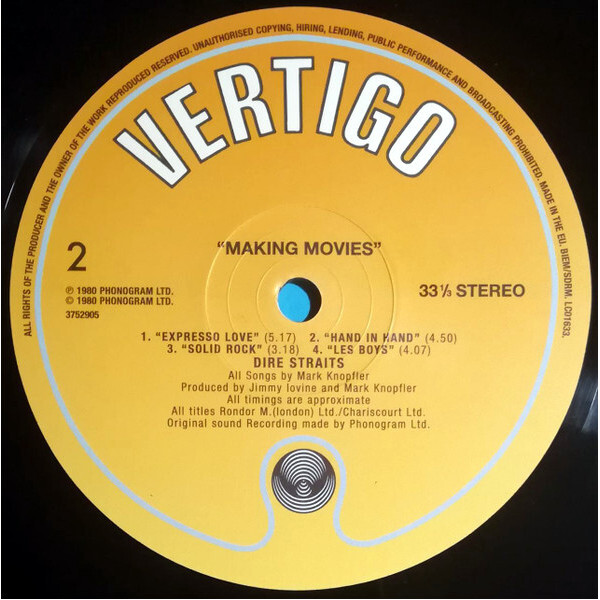 ALL RIGHTS OF THE PRODUCER AND THE OWNER OF THE WORK REPRODUCED RESERVED. UNAUTHORISED COPYING, HIRING, LENDING, PUBLIC PERFORMANCE AND BROADCASTING PROHIBITED. MADE IN THE EU. BIEM/SDRM. LC01633.
VERTIGO
"MAKING MOVIES"
2
℗ 1980 PHONOGRAM LTD.
© 1980 PHONOGRAM LTD.
3752905
33 1/3 STEREO
1. "EXPRESSO LOVE" (5.17) 2. "HAND IN HAND" (4.50)
3. "SOLID ROCK" (3.18) 4. "LES BOYS" (4.07)
DIRE STRAITS
All Songs by Mark Knopfler
Produced by Jimmy Iovine and Mark Knopfler
All timings are approximate
All titles Rondor M.(london) Ltd./Chariscourt Ltd.
Original sound Recording made by Phonogram Ltd.